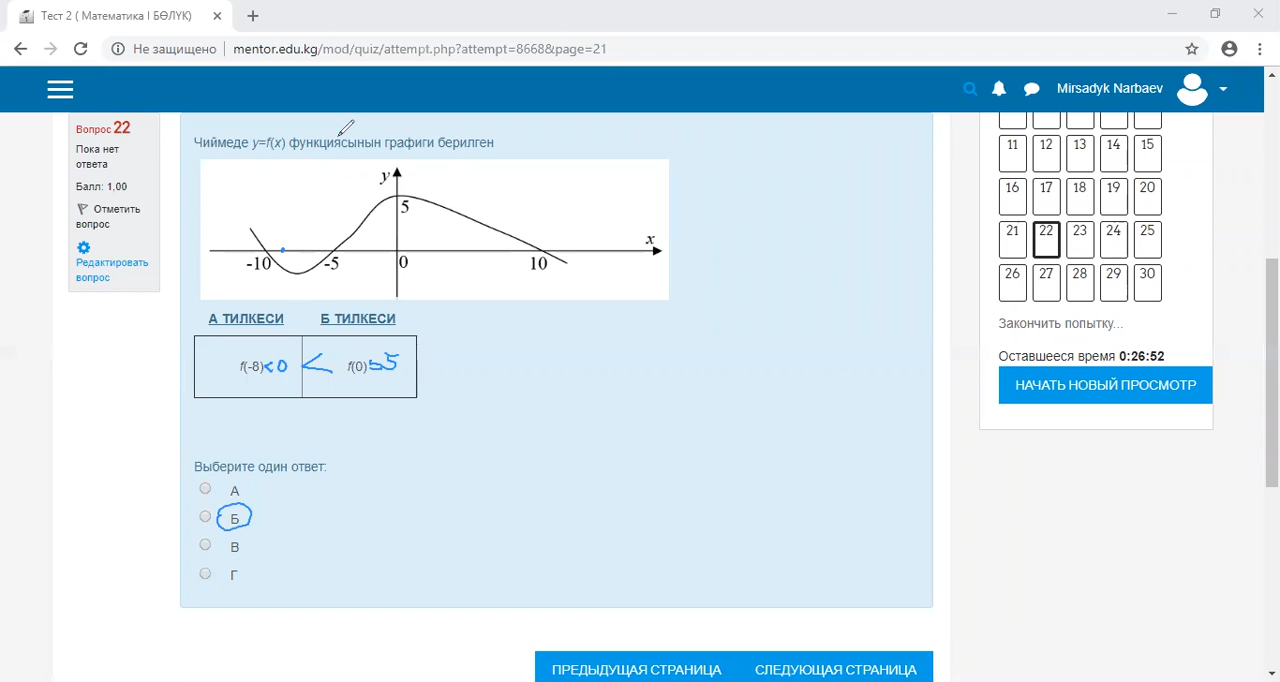 Тест 2 ( Математика I БӨЛҮК)
Не защищено | mentor.edu.kg/mod/quiz/attempt.php?attempt=8668&page=21
Mirsadyk Narbaev
Вопрос 22
Пока нет
ответа
Балл: 1,00
Отметить
вопрос
Редактировать
вопрос
Чиймеде y=f(x) функциясынын графиги берилген
y
5
x
-10 -5 0 10
А ТИЛКЕСИ Б ТИЛКЕСИ
f(-8)<0 < f(0)=5
Выберите один ответ:
А
Б
В
Г
ПРЕДЫДУЩАЯ СТРАНИЦА СЛЕДУЮЩАЯ СТРАНИЦА
11 12 13 14 15
16 17 18 19 20
21 22 23 24 25
26 27 28 29 30
Закончить попытку...
Оставшееся время 0:26:52
НАЧАТЬ НОВЫЙ ПРОСМОТР